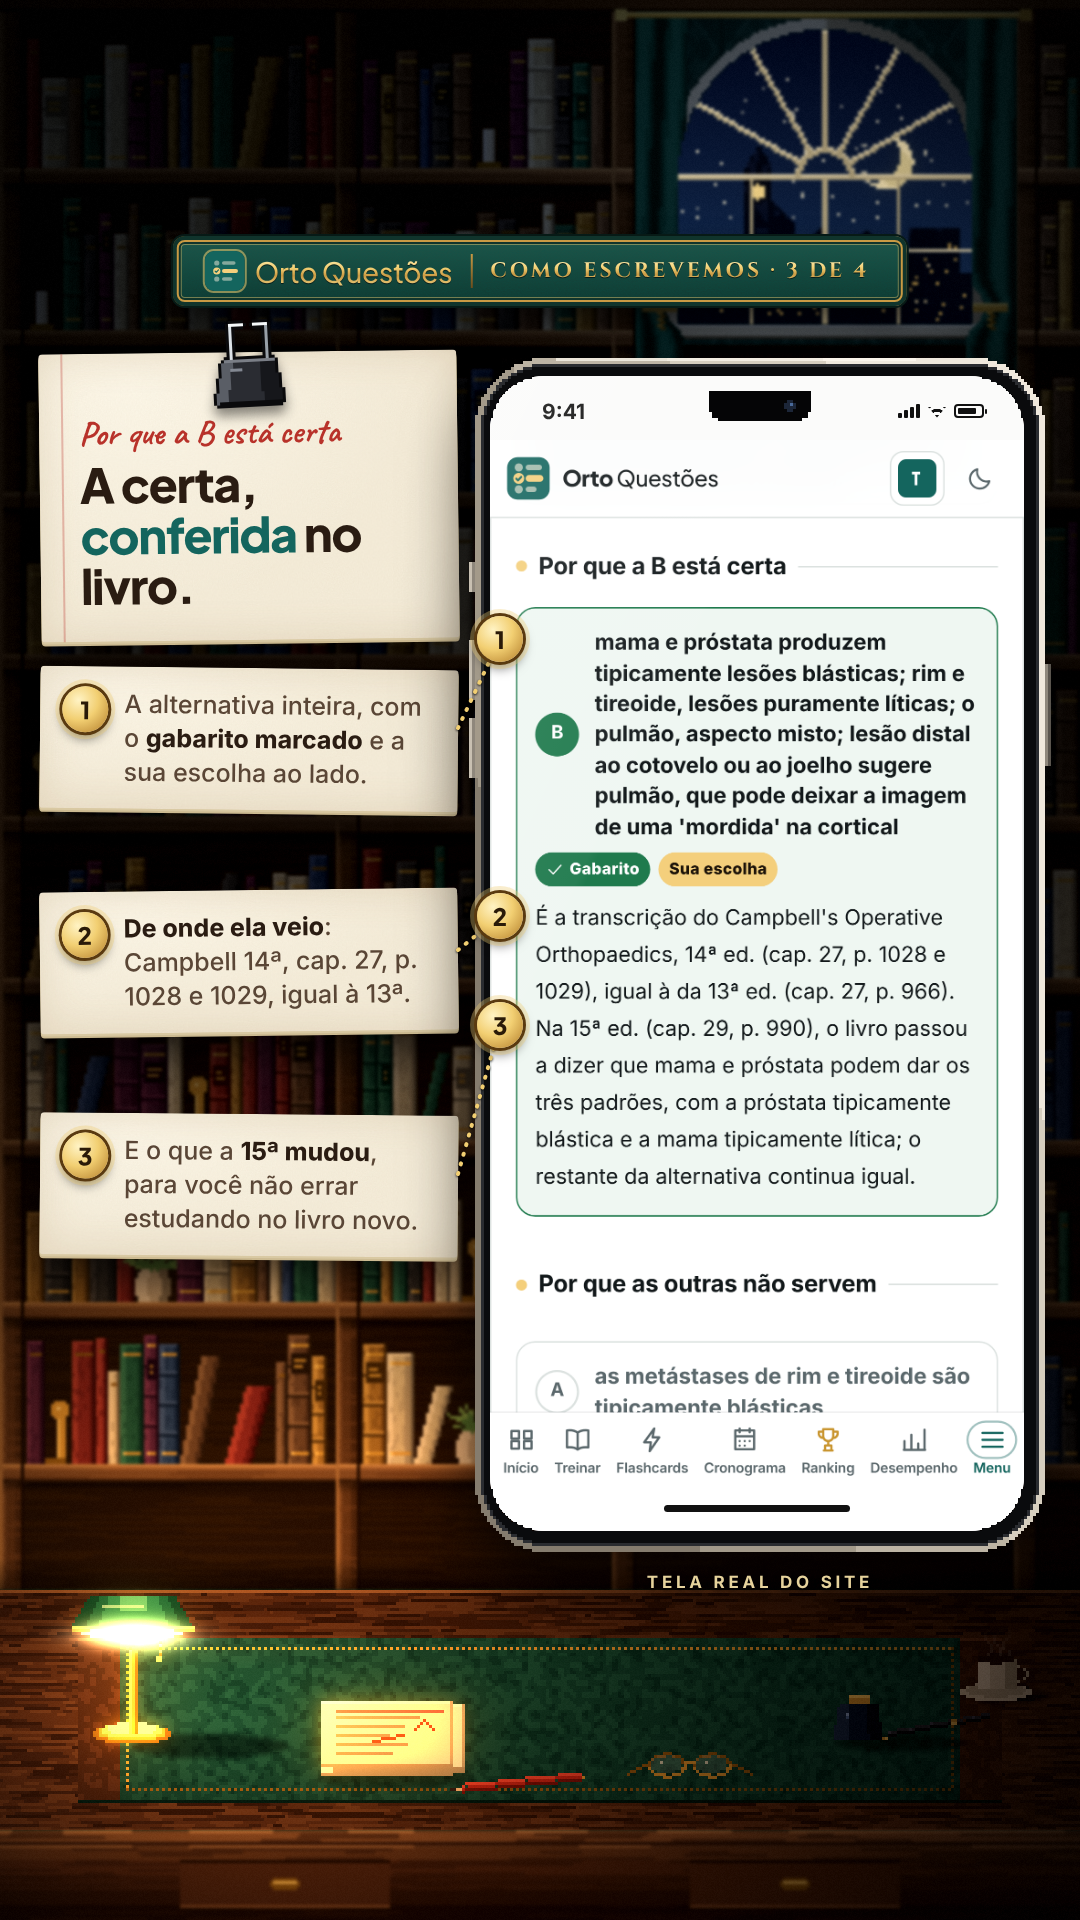 Orto Questões
COMO ESCREVEMOS · 3 DE 4
Por que a B está certa
A certa,
conferida no
livro.
1
A alternativa inteira, com
o gabarito marcado e a
sua escolha ao lado.
2
De onde ela veio:
Campbell 14ª, cap. 27, p.
1028 e 1029, igual à 13ª.
3
E o que a 15ª mudou,
para você não errar
estudando no livro novo.
9:41
Orto Questões
T
Por que a B está certa
1
B
mama e próstata produzem
tipicamente lesões blásticas; rim e
tireoide, lesões puramente líticas; o
pulmão, aspecto misto; lesão distal
ao cotovelo ou ao joelho sugere
pulmão, que pode deixar a imagem
de uma 'mordida' na cortical
Gabarito
Sua escolha
2
É a transcrição do Campbell's Operative
Orthopaedics, 14ª ed. (cap. 27, p. 1028 e
1029), igual à da 13ª ed. (cap. 27, p. 966).
3
Na 15ª ed. (cap. 29, p. 990), o livro passou
a dizer que mama e próstata podem dar os
três padrões, com a próstata tipicamente
blástica e a mama tipicamente lítica; o
restante da alternativa continua igual.
Por que as outras não servem
A
as metástases de rim e tireoide são
tipicamente blásticas
Início
Treinar
Flashcards
Cronograma
Ranking
Desempenho
Menu
TELA REAL DO SITE